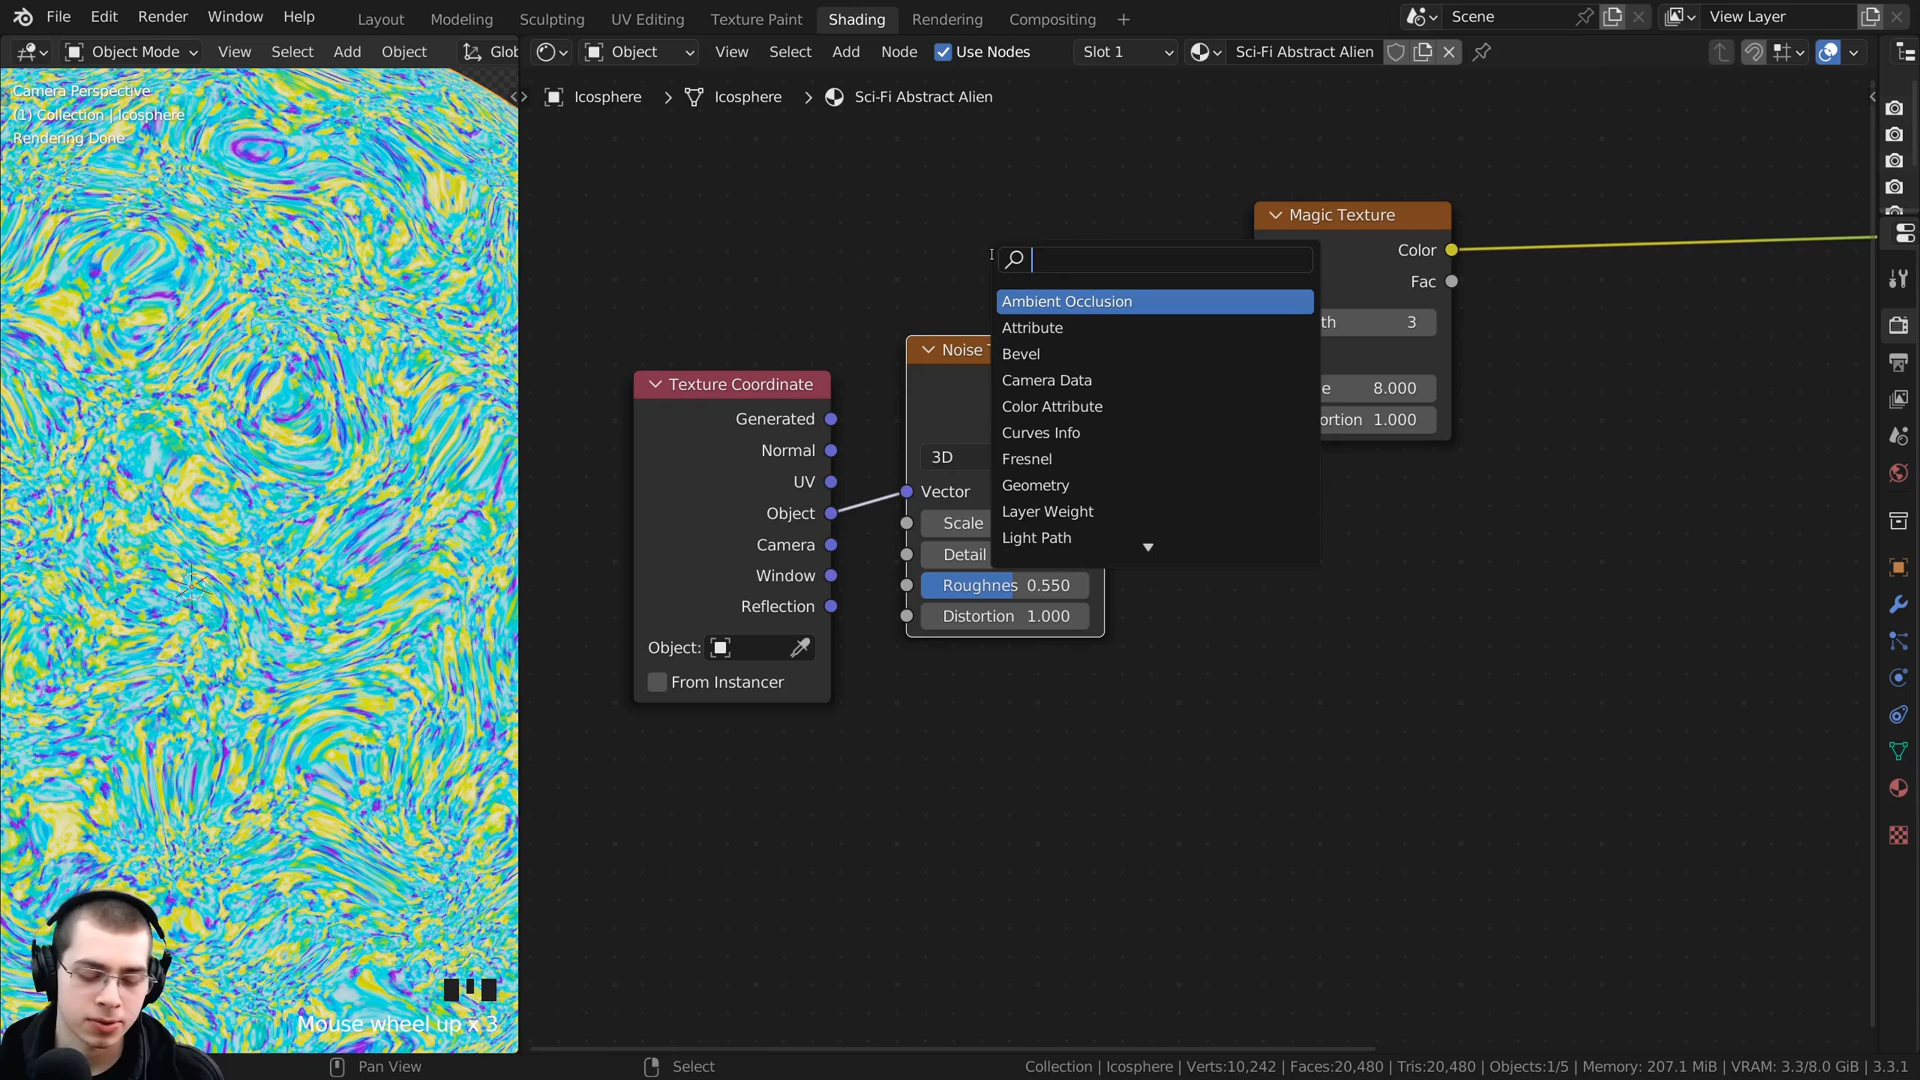 File Edit Render Window Help Layout Modeling Sculpting UV Editing Texture Paint Shading Rendering Compositing + Scene View Layer
Object Mode View Select Add Object Glob Object View Select Add Node Use Nodes Slot 1 Sci-Fi Abstract Alien
Camera Perspective
(1) Collection | Icosphere
Rendering Done
Icosphere > Icosphere > Sci-Fi Abstract Alien
Magic Texture
Color
Fac
th 3
e 8.000
ortion 1.000
Ambient Occlusion
Attribute
Bevel
Camera Data
Color Attribute
Curves Info
Fresnel
Geometry
Layer Weight
Light Path
Noise T
3D
Vector
Scale
Detail
Roughnes 0.550
Distortion 1.000
Texture Coordinate
Generated
Normal
UV
Object
Camera
Window
Reflection
Object:
From Instancer
Mouse wheel up x 3
Pan View Select Collection | Icosphere | Verts:10,242 | Faces:20,480 | Tris:20,480 | Objects:1/5 | Memory: 207.1 MiB | VRAM: 3.3/8.0 GiB | 3.3.1